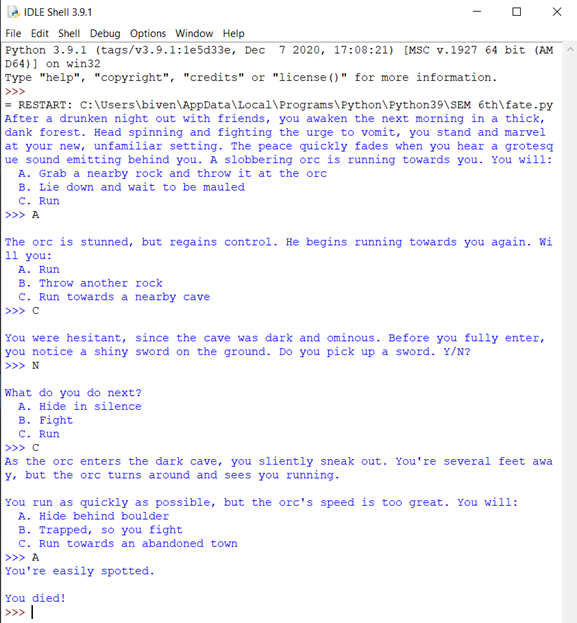 IDLE Shell 3.9.1
File Edit Shell Debug Options Window Help
Python 3.9.1 (tags/v3.9.1:1e5d33e, Dec  7 2020, 17:08:21) [MSC v.1927 64 bit (AM
D64)] on win32
Type "help", "copyright", "credits" or "license()" for more information.
>>>
= RESTART: C:\Users\biven\AppData\Local\Programs\Python\Python39\SEM 6th\fate.py
After a drunken night out with friends, you awaken the next morning in a thick,
dank forest. Head spinning and fighting the urge to vomit, you stand and marvel
at your new, unfamiliar setting. The peace quickly fades when you hear a grotesq
ue sound emitting behind you. A slobbering orc is running towards you. You will:
  A. Grab a nearby rock and throw it at the orc
  B. Lie down and wait to be mauled
  C. Run
>>> A
The orc is stunned, but regains control. He begins running towards you again. Wi
ll you:
  A. Run
  B. Throw another rock
  C. Run towards a nearby cave
>>> C
You were hesitant, since the cave was dark and ominous. Before you fully enter,
you notice a shiny sword on the ground. Do you pick up a sword. Y/N?
>>> N
What do you do next?
  A. Hide in silence
  B. Fight
  C. Run
>>> C
As the orc enters the dark cave, you sliently sneak out. You're several feet awa
y, but the orc turns around and sees you running.
You run as quickly as possible, but the orc's speed is too great. You will:
  A. Hide behind boulder
  B. Trapped, so you fight
  C. Run towards an abandoned town
>>> A
You're easily spotted.
You died!
>>>